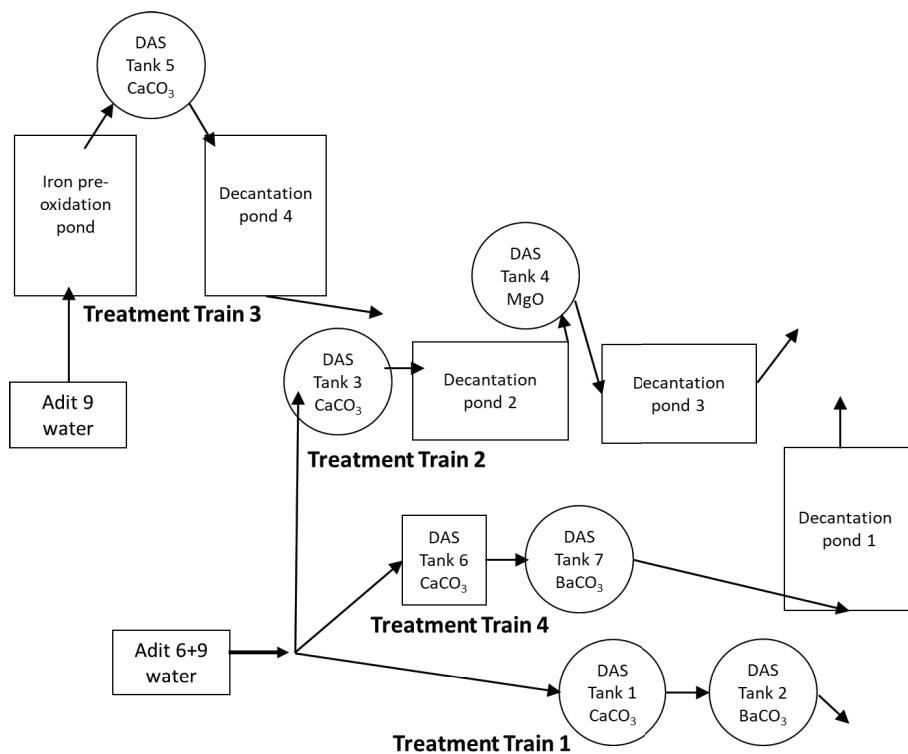 DAS
Tank 5
CaCO₃
Iron pre-
oxidation
pond
Decantation
pond 4
Treatment Train 3
Adit 9
water
DAS
Tank 4
MgO
DAS
Tank 3
CaCO₃
Decantation
pond 2
Decantation
pond 3
Treatment Train 2
Decantation
pond 1
DAS
Tank 6
CaCO₃
DAS
Tank 7
BaCO₃
Treatment Train 4
Adit 6+9
water
DAS
Tank 1
CaCO₃
DAS
Tank 2
BaCO₃
Treatment Train 1